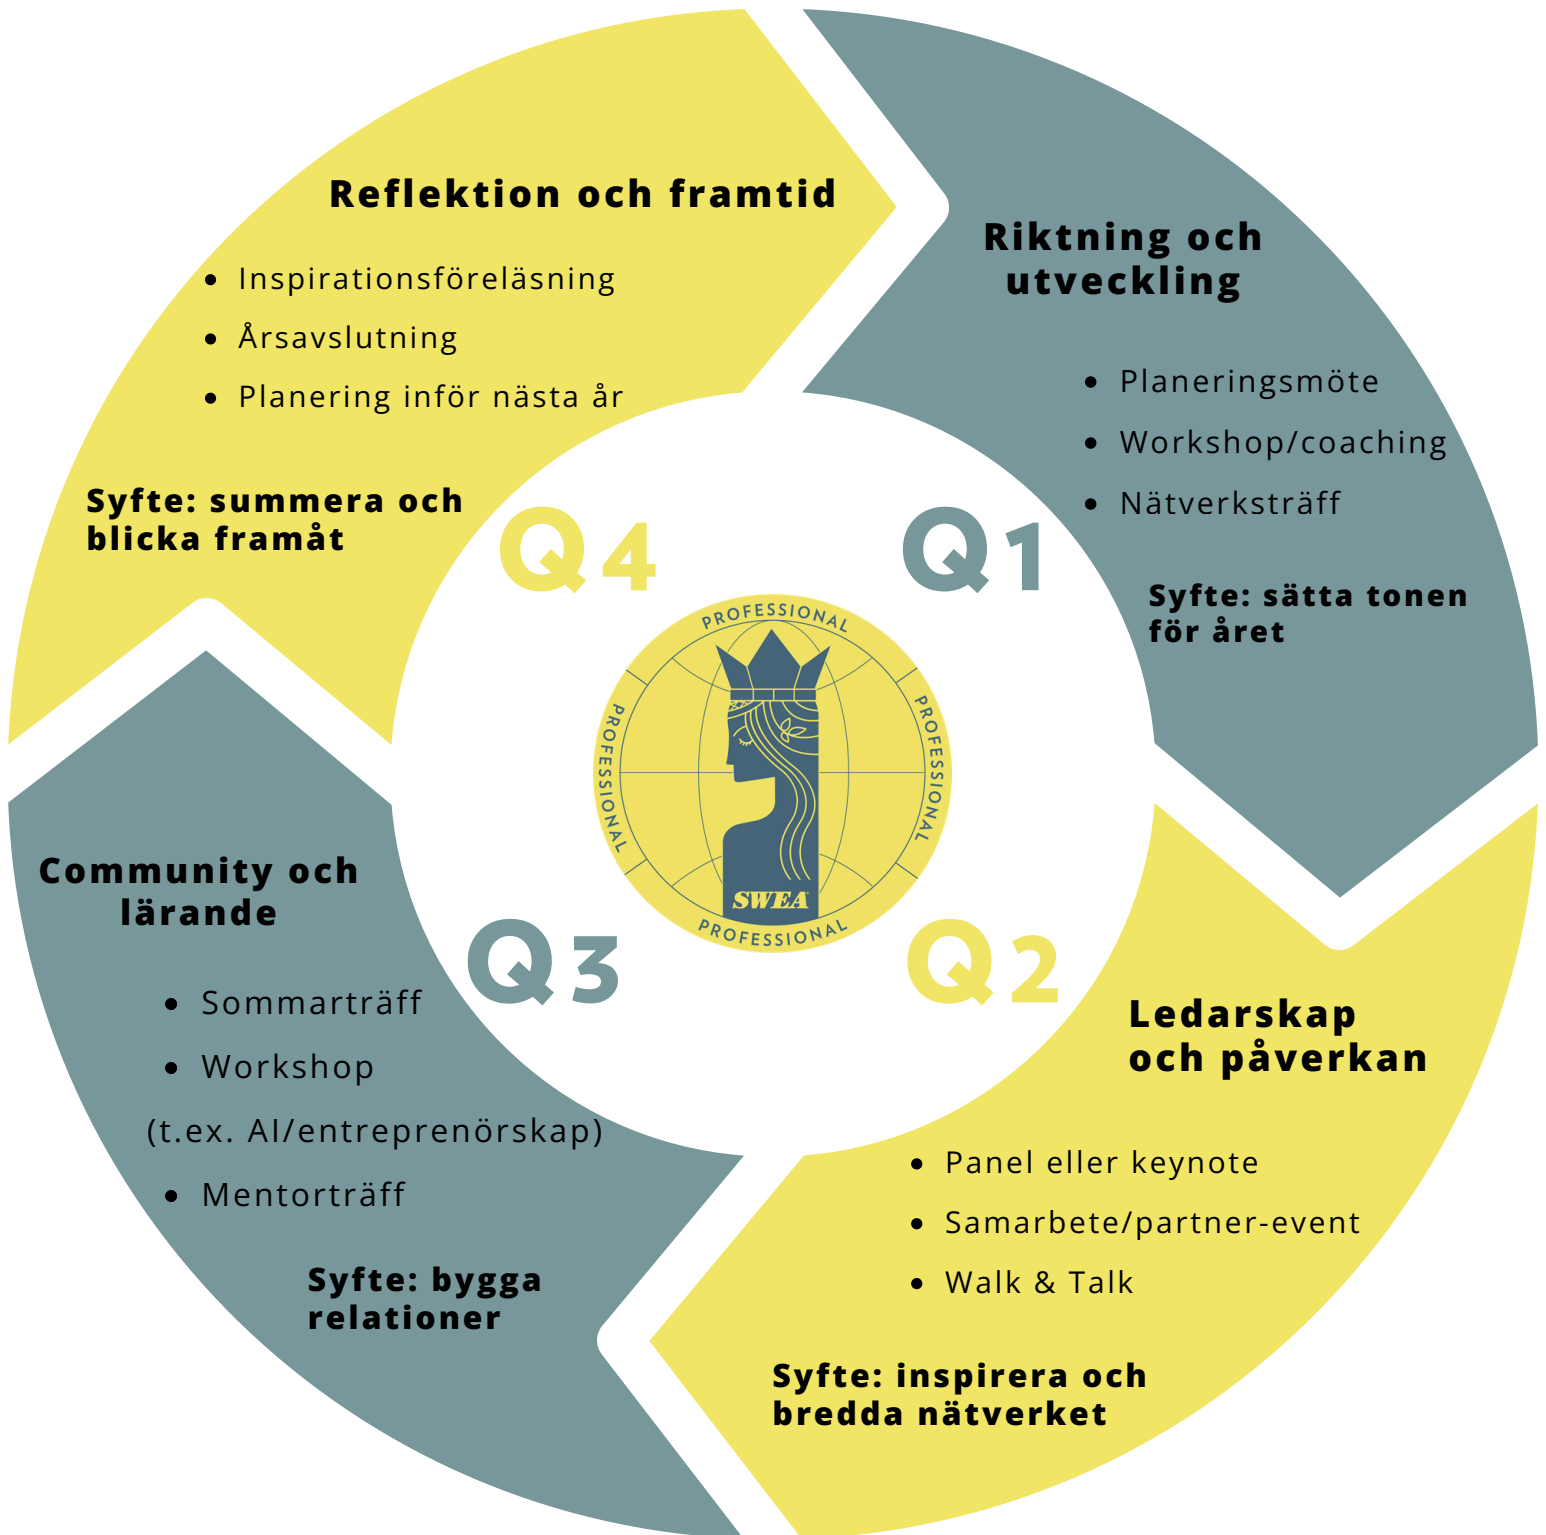 Reflektion och framtid
• Inspirationsföreläsning
• Årsavslutning
• Planering inför nästa år
Syfte: summera och
blicka framåt
Q4
Riktning och
utveckling
• Planeringsmöte
• Workshop/coaching
• Nätverksträff
Syfte: sätta tonen
för året
Q1
PROFESSIONAL
PROFESSIONAL
PROFESSIONAL
SWEA
PROFESSIONAL
Community och
lärande
• Sommarträff
• Workshop
(t.ex. AI/entreprenörskap)
• Mentorträff
Syfte: bygga
relationer
Q3
Q2
Ledarskap
och påverkan
• Panel eller keynote
• Samarbete/partner-event
• Walk & Talk
Syfte: inspirera och
bredda nätverket